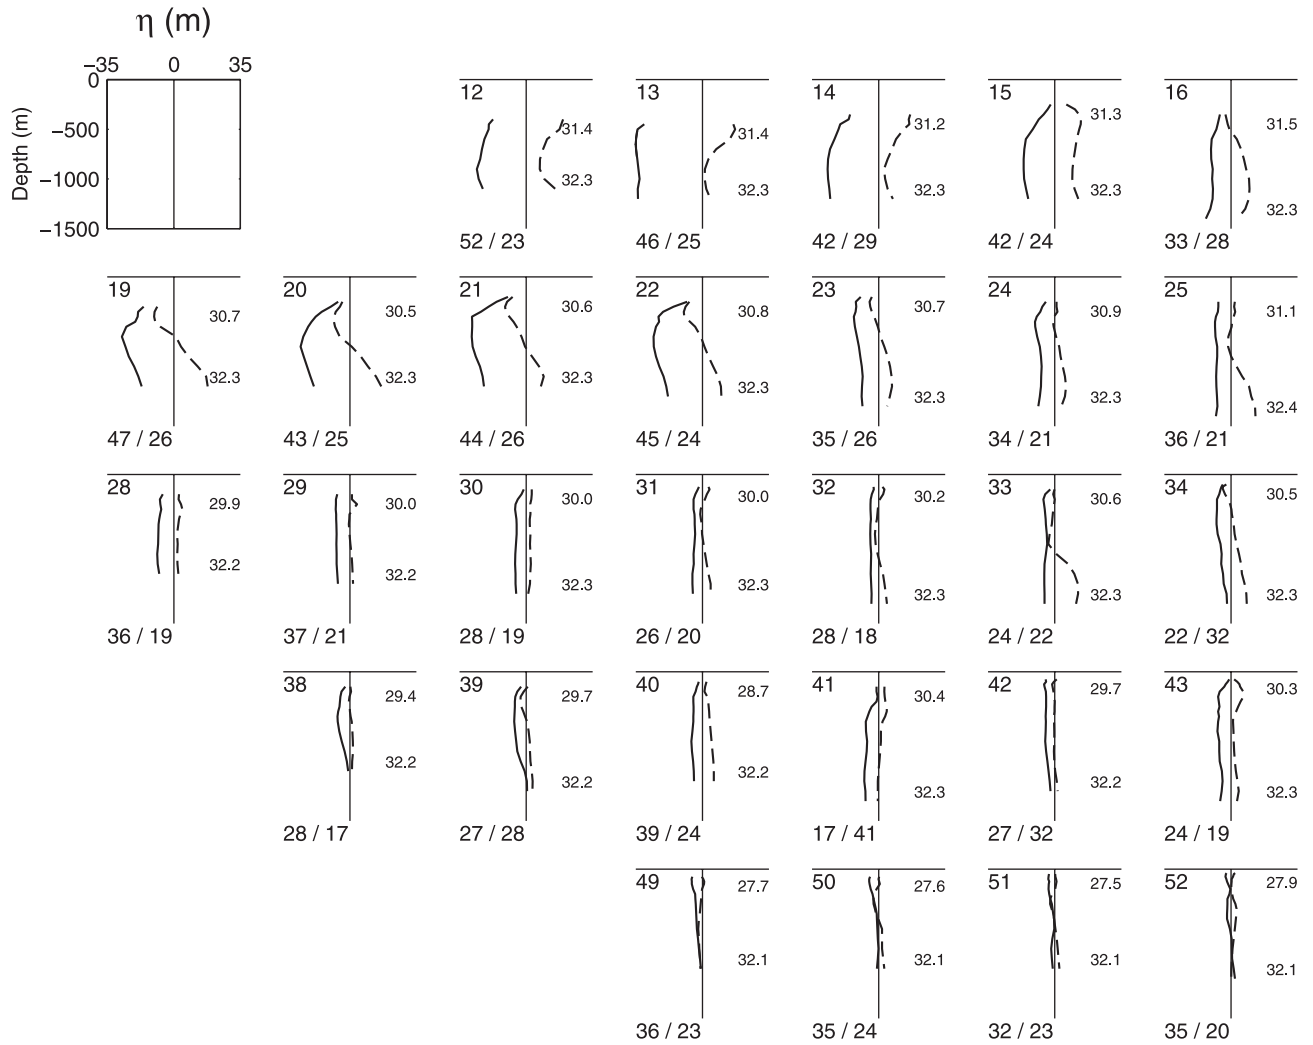 η (m)
−35 0 35
0
−500
−1000
−1500
Depth (m)
12 13 14 15 16
31.4 31.4 31.2 31.3 31.5
32.3 32.3 32.3 32.3 32.3
52 / 23 46 / 25 42 / 29 42 / 24 33 / 28
19 20 21 22 23 24 25
30.7 30.5 30.6 30.8 30.7 30.9 31.1
32.3 32.3 32.3 32.3 32.3 32.3 32.4
47 / 26 43 / 25 44 / 26 45 / 24 35 / 26 34 / 21 36 / 21
28 29 30 31 32 33 34
29.9 30.0 30.0 30.0 30.2 30.6 30.5
32.2 32.2 32.3 32.3 32.3 32.3 32.3
36 / 19 37 / 21 28 / 19 26 / 20 28 / 18 24 / 22 22 / 32
38 39 40 41 42 43
29.4 29.7 28.7 30.4 29.7 30.3
32.2 32.2 32.2 32.3 32.2 32.3
28 / 17 27 / 28 39 / 24 17 / 41 27 / 32 24 / 19
49 50 51 52
27.7 27.6 27.5 27.9
32.1 32.1 32.1 32.1
36 / 23 35 / 24 32 / 23 35 / 20